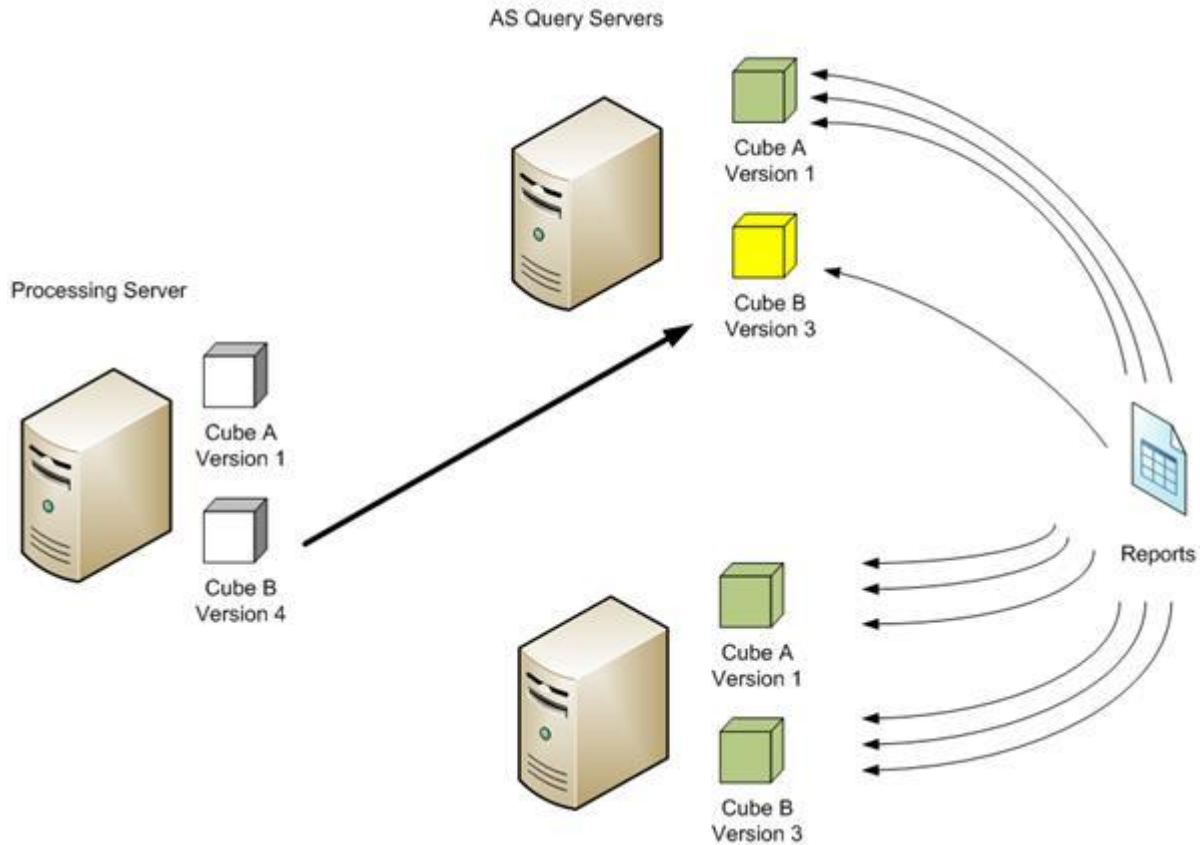 AS Query Servers
Cube A
Version 1
Cube B
Version 3
Processing Server
Cube A
Version 1
Cube B
Version 4
Reports
Cube A
Version 1
Cube B
Version 3